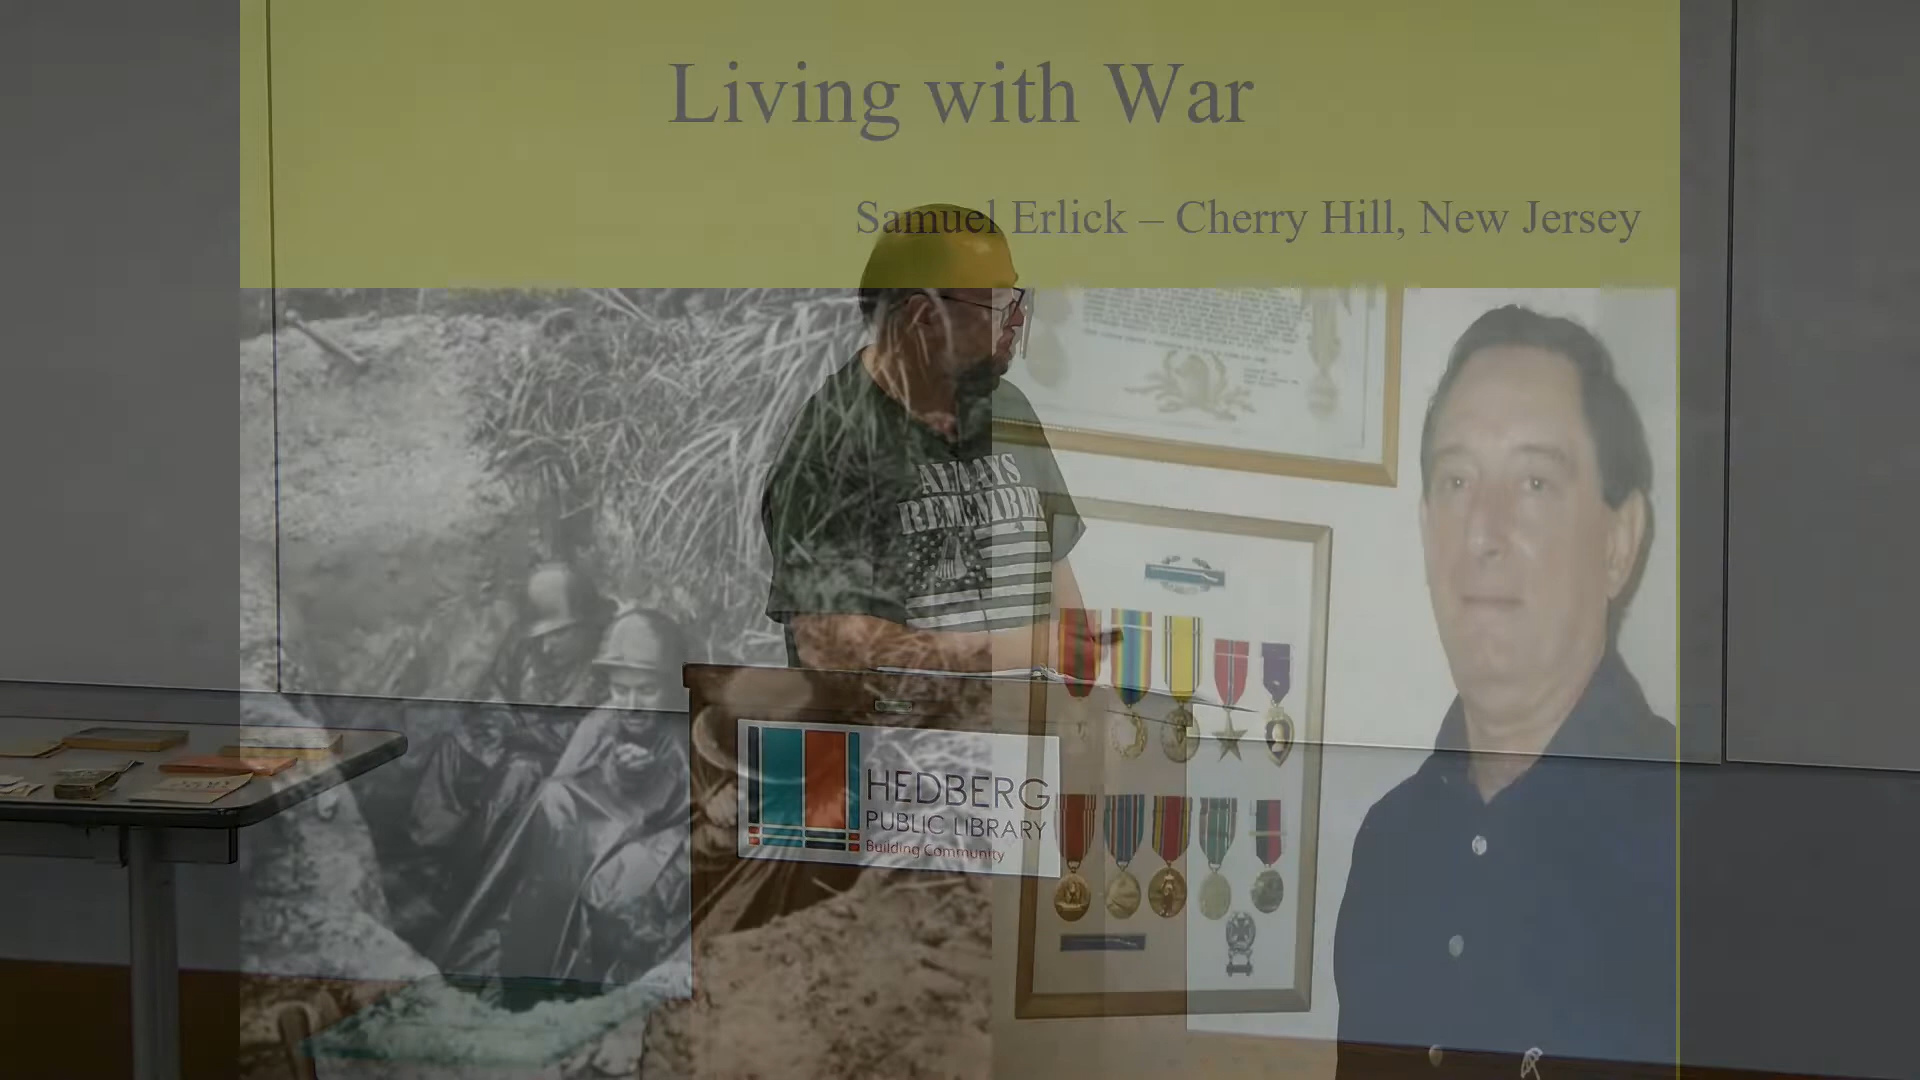 Living with War
Samuel Erlick – Cherry Hill, New Jersey
ALWAYS
REMEMBER
HEDBERG
PUBLIC LIBRARY
Building Community